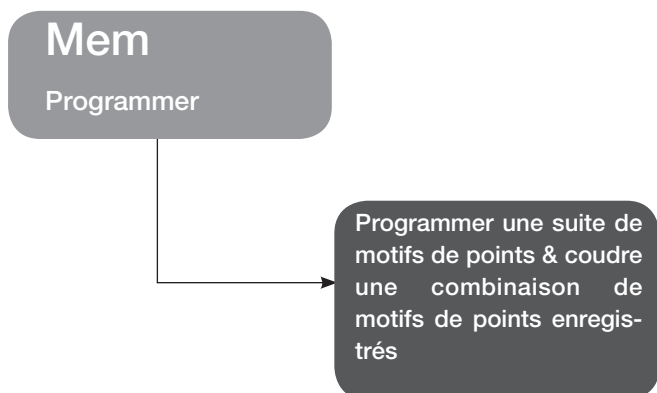 Mem
Programmer
Programmer une suite de
motifs de points & coudre
une combinaison de
motifs de points enregis-
trés